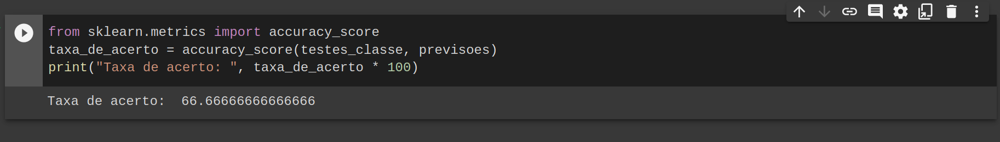 from sklearn.metrics import accuracy_score
taxa_de_acerto = accuracy_score(testes_classe, previsoes)
print("Taxa de acerto: ", taxa_de_acerto * 100)
Taxa de acerto:  66.66666666666666